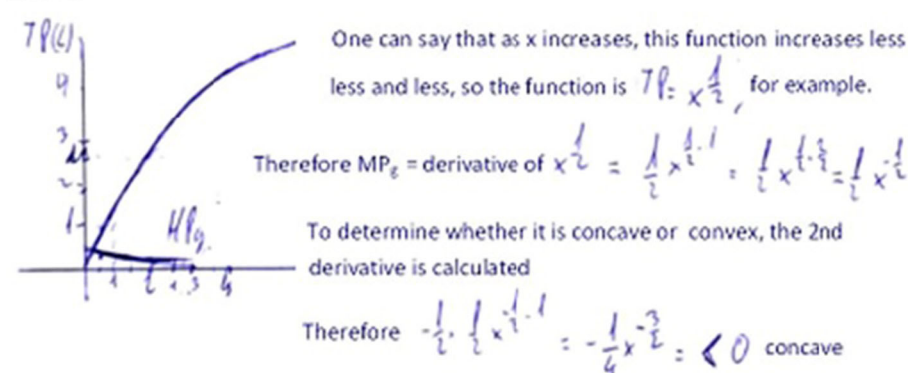 TP(L)
One can say that as x increases, this function increases less
less and less, so the function is TP = x^1/2, for example.
4
3
2
1
Therefore MPg = derivative of x^1/2 = 1/2 x^1/2-1 = 1/2 x^1/2-2/2 = 1/2 x^-1/2
MPg
To determine whether it is concave or convex, the 2nd
derivative is calculated
1 2 3 4
Therefore -1/2 · 1/2 x^-1/2-1 = -1/4 x^-3/2 = < 0 concave